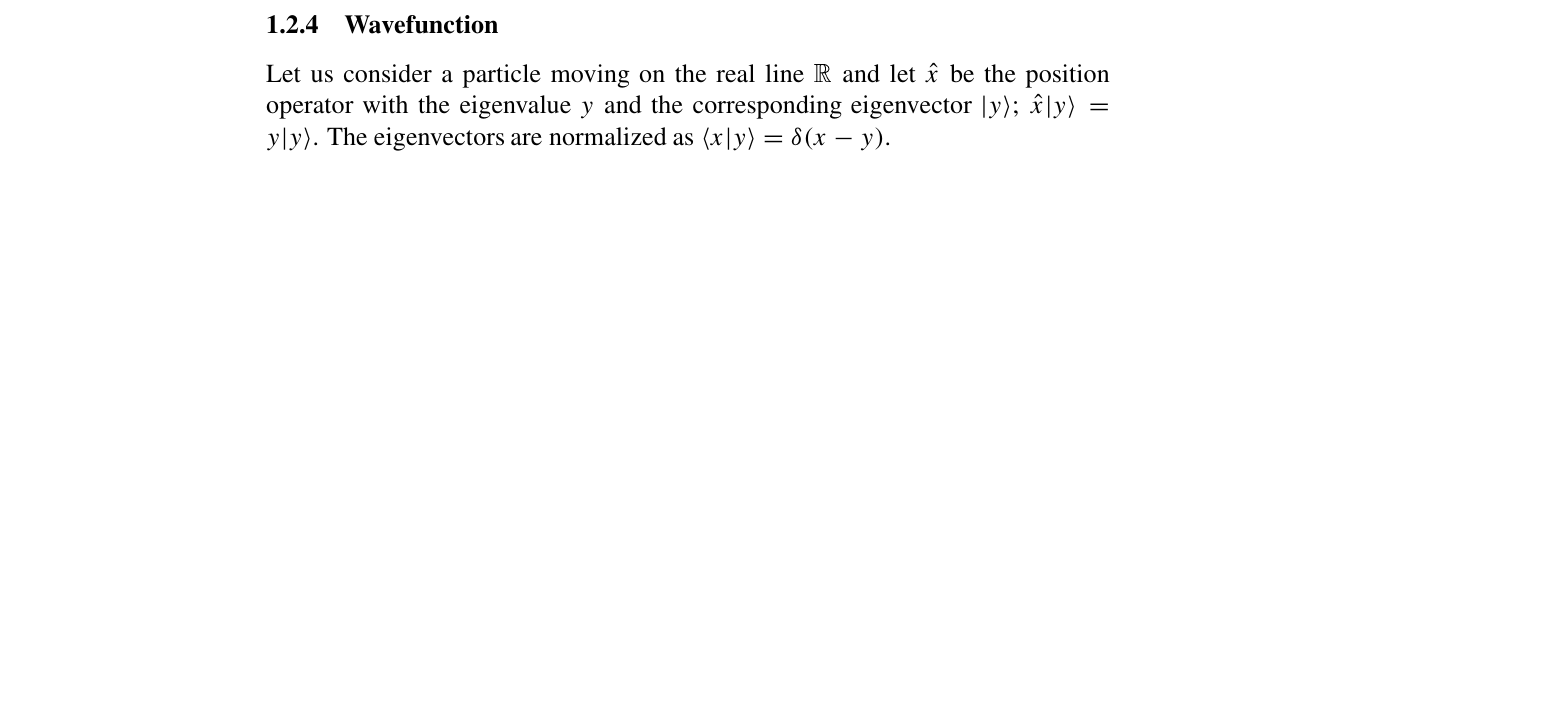 1.2.4 Wavefunction
Let us consider a particle moving on the real line ℝ and let x̂ be the position
operator with the eigenvalue y and the corresponding eigenvector |y⟩; x̂|y⟩ =
y|y⟩. The eigenvectors are normalized as ⟨x|y⟩ = δ(x − y).